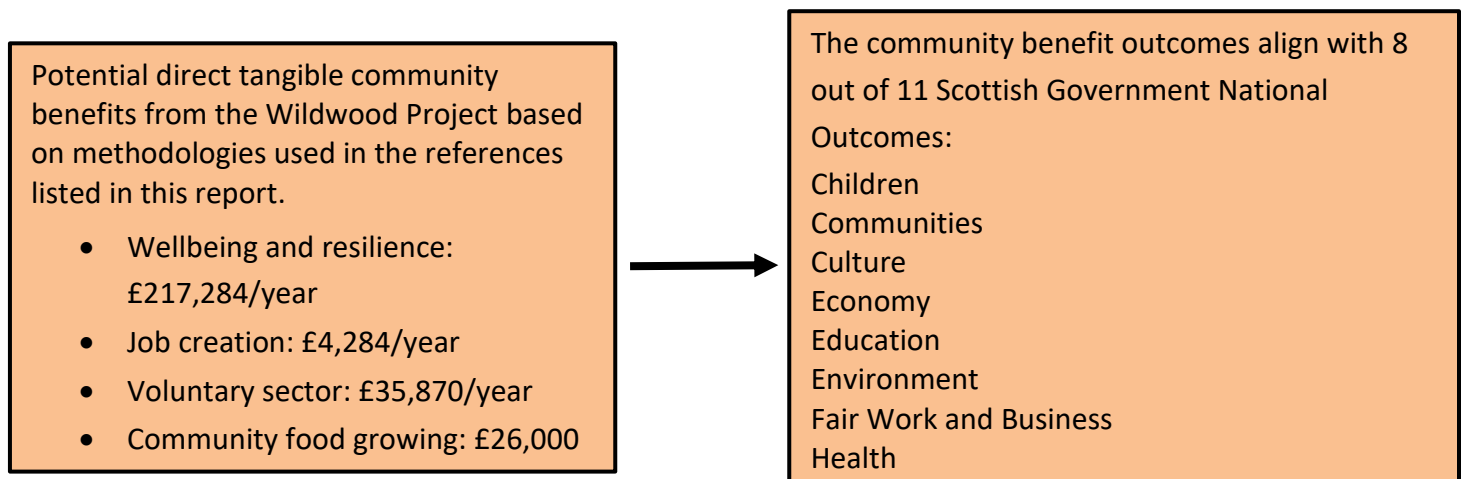 Potential direct tangible community
benefits from the Wildwood Project based
on methodologies used in the references
listed in this report.
• Wellbeing and resilience:
£217,284/year
• Job creation: £4,284/year
• Voluntary sector: £35,870/year
• Community food growing: £26,000
The community benefit outcomes align with 8
out of 11 Scottish Government National
Outcomes:
Children
Communities
Culture
Economy
Education
Environment
Fair Work and Business
Health